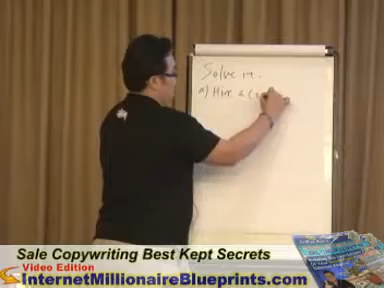 Solve it.
a) Hire a
Sale Copywriting Best Kept Secrets
Video Edition
InternetMillionaireBlueprints.com